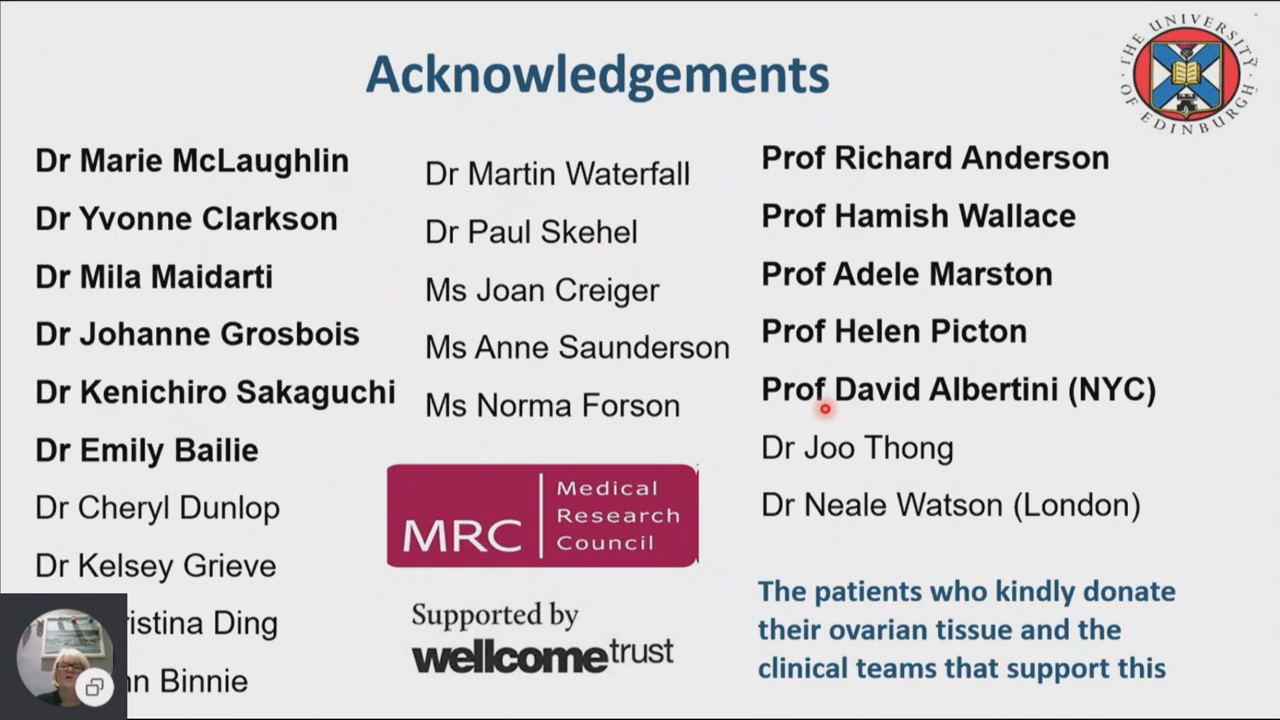 Acknowledgements
THE UNIVERSITY OF EDINBURGH
Dr Marie McLaughlin
Dr Yvonne Clarkson
Dr Mila Maidarti
Dr Johanne Grosbois
Dr Kenichiro Sakaguchi
Dr Emily Bailie
Dr Cheryl Dunlop
Dr Kelsey Grieve
Ding
Binnie
Dr Martin Waterfall
Dr Paul Skehel
Ms Joan Creiger
Ms Anne Saunderson
Ms Norma Forson
MRC
Medical
Research
Council
Supported by
wellcometrust
Prof Richard Anderson
Prof Hamish Wallace
Prof Adele Marston
Prof Helen Picton
Prof David Albertini (NYC)
Dr Joo Thong
Dr Neale Watson (London)
The patients who kindly donate
their ovarian tissue and the
clinical teams that support this